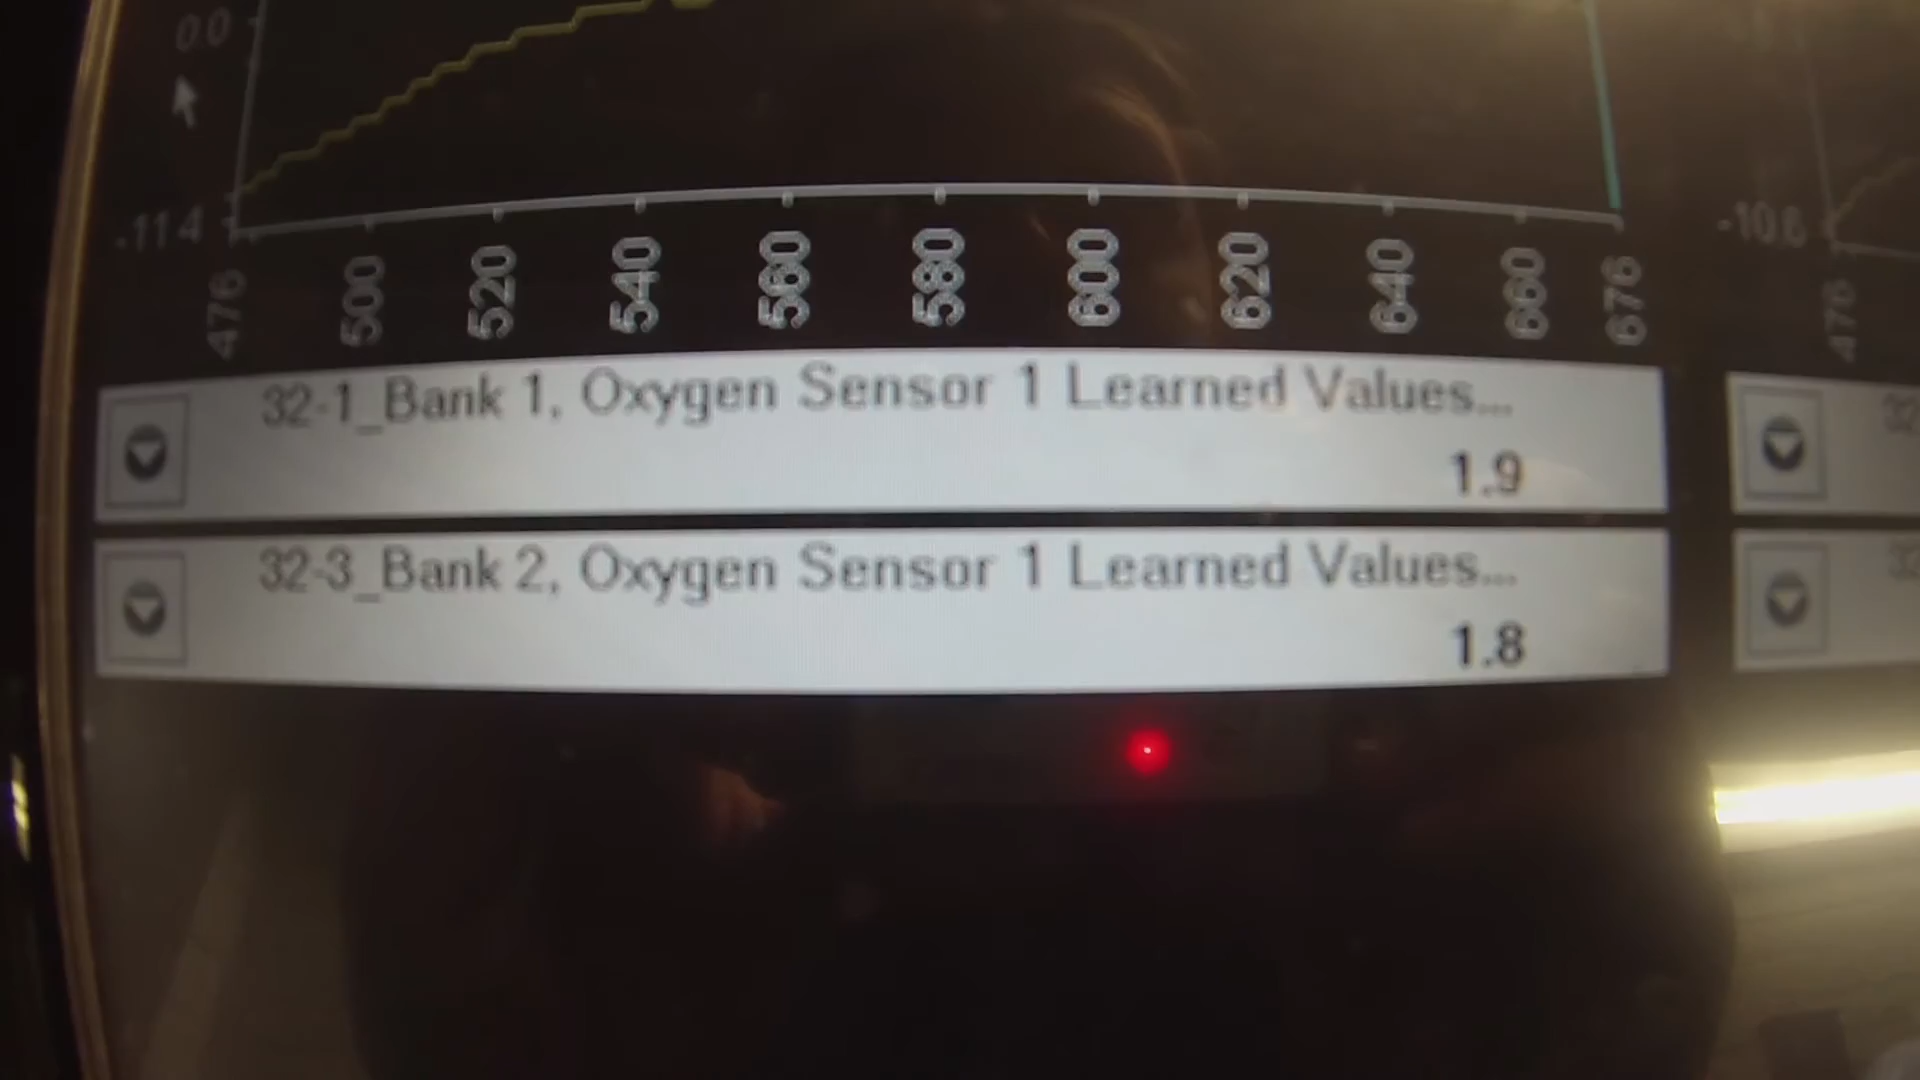 0.0
-11.4
-10.6
476 500 520 540 560 580 600 620 640 660 676
476
32-1_Bank 1, Oxygen Sensor 1 Learned Values...
1.9
32-3_Bank 2, Oxygen Sensor 1 Learned Values...
1.8
32
32